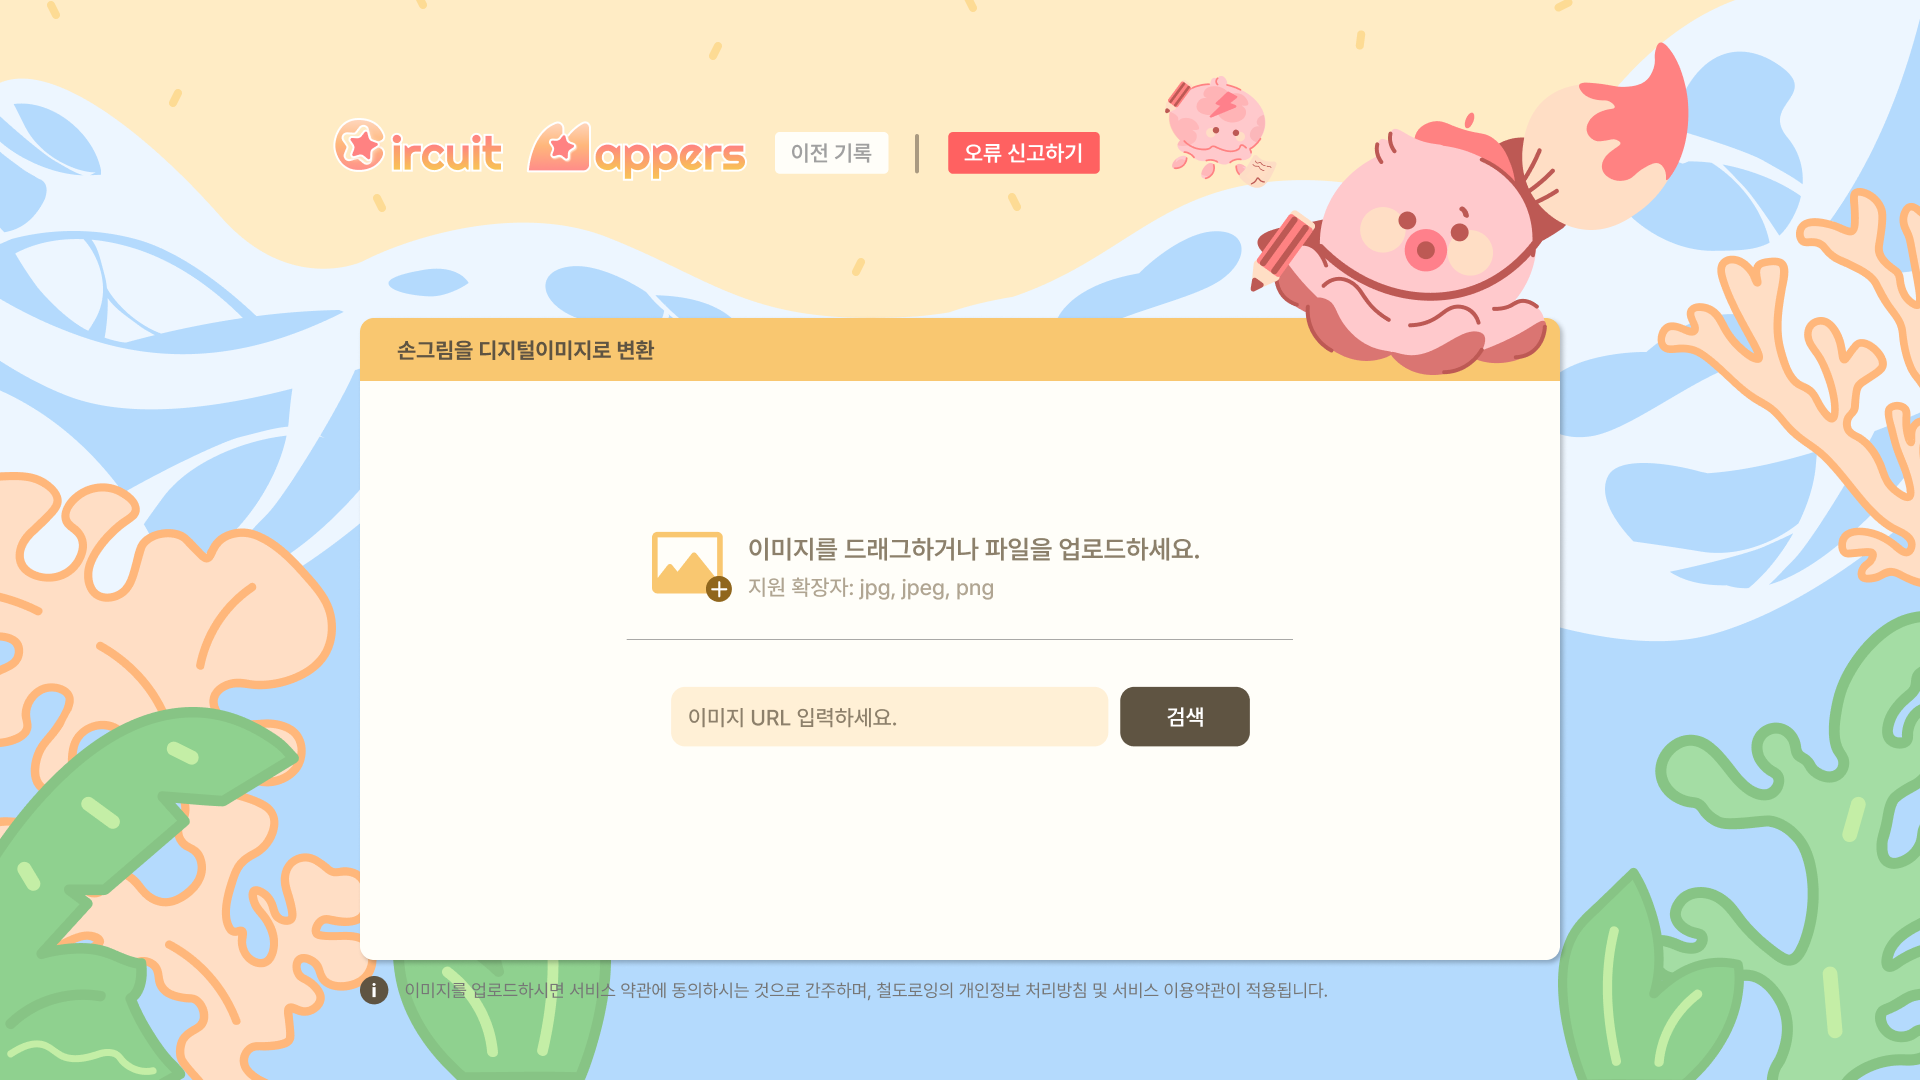 Circuit Mappers
이전 기록
오류 신고하기
손그림을 디지털이미지로 변환
이미지를 드래그하거나 파일을 업로드하세요.
지원 확장자: jpg, jpeg, png
이미지 URL 입력하세요.
검색
이미지를 업로드하시면 서비스 약관에 동의하시는 것으로 간주하며, 철도로잉의 개인정보 처리방침 및 서비스 이용약관이 적용됩니다.